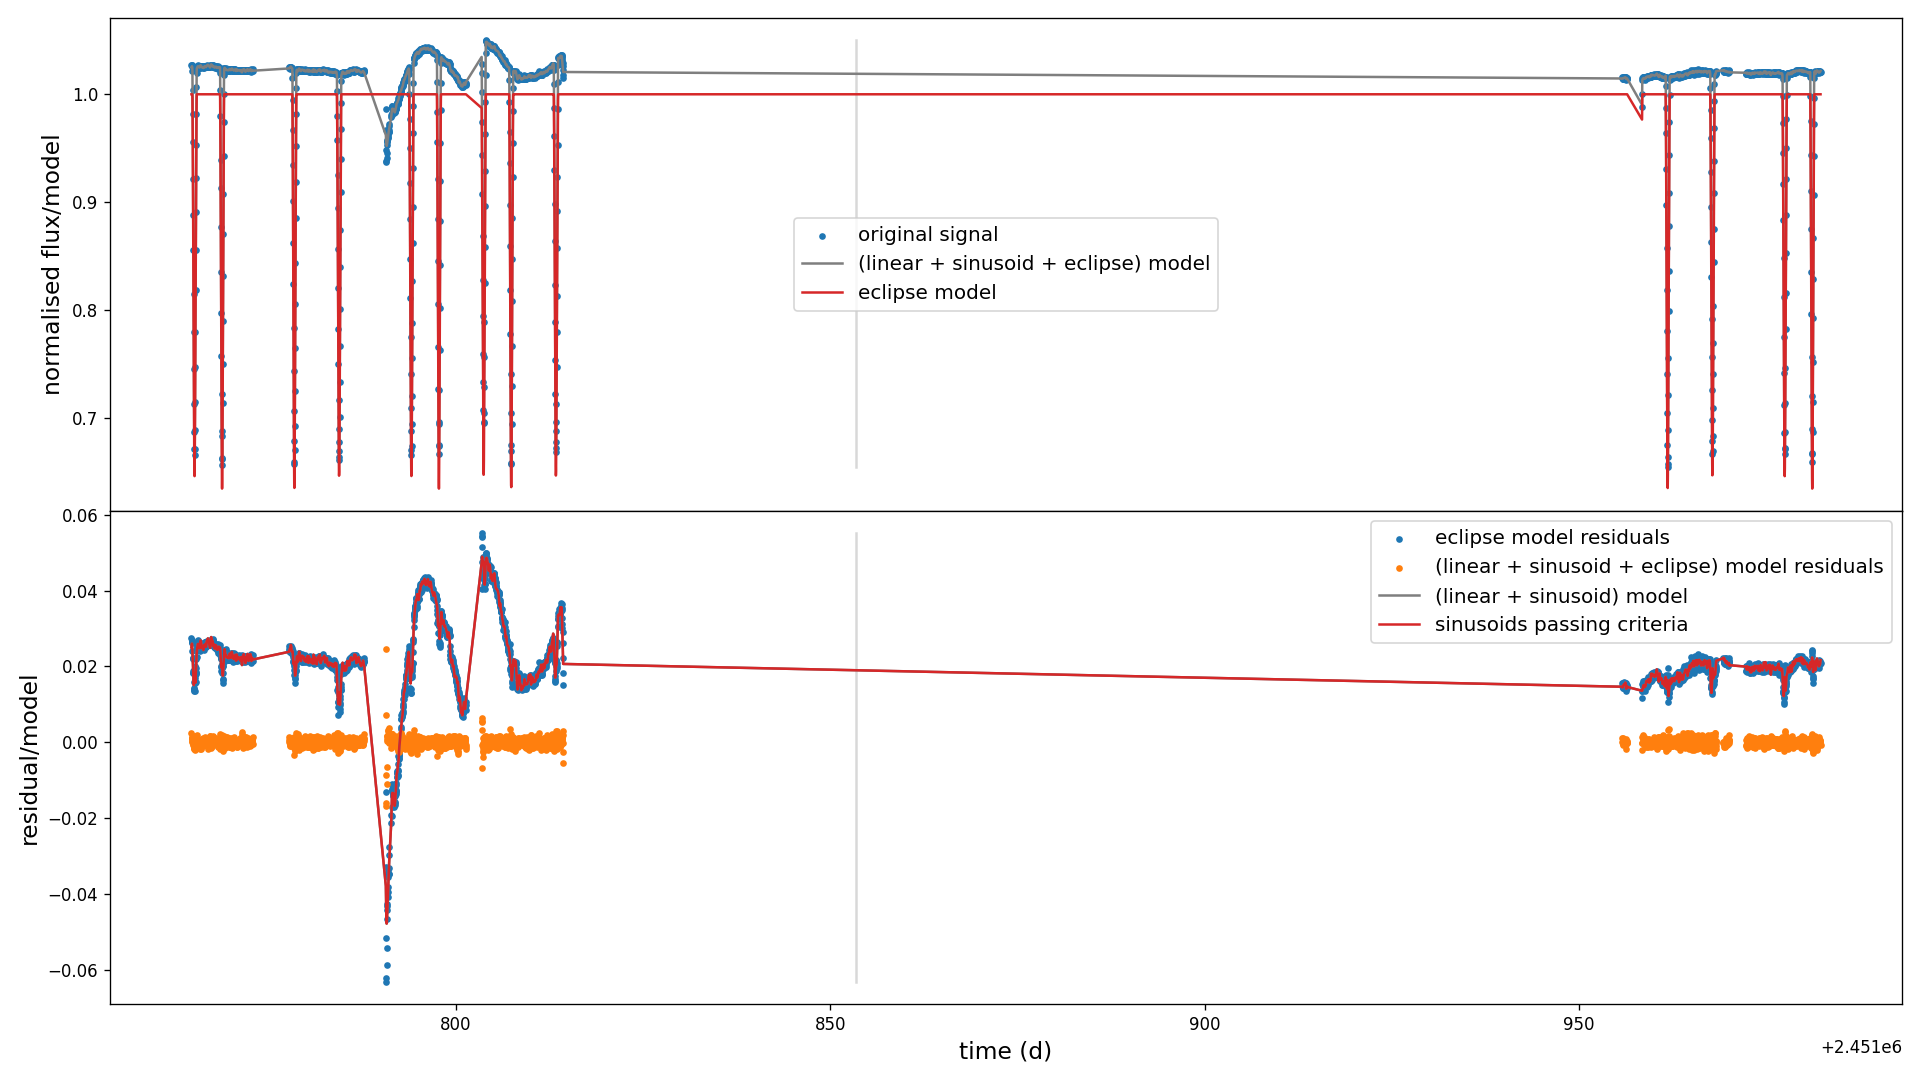 1.0
0.9
0.8
0.7
normalised flux/model
original signal
(linear + sinusoid + eclipse) model
eclipse model
0.06
0.04
0.02
0.00
−0.02
−0.04
−0.06
residual/model
eclipse model residuals
(linear + sinusoid + eclipse) model residuals
(linear + sinusoid) model
sinusoids passing criteria
800
850
900
950
time (d)
+2.451e6